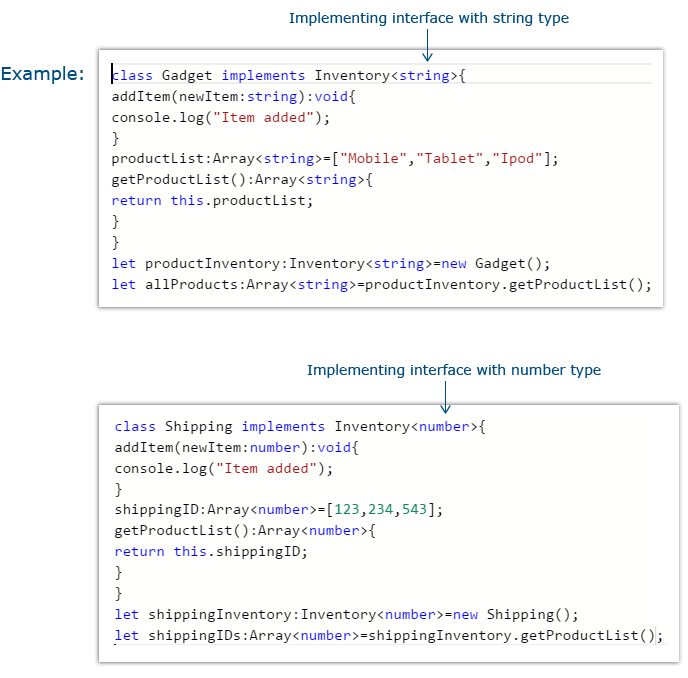 Implementing interface with string type
Example:
class Gadget implements Inventory<string>{
addItem(newItem:string):void{
console.log("Item added");
}
productList:Array<string>=["Mobile","Tablet","Ipod"];
getProductList():Array<string>{
return this.productList;
}
}
let productInventory:Inventory<string>=new Gadget();
let allProducts:Array<string>=productInventory.getProductList();
Implementing interface with number type
class Shipping implements Inventory<number>{
addItem(newItem:number):void{
console.log("Item added");
}
shippingID:Array<number>=[123,234,543];
getProductList():Array<number>{
return this.shippingID;
}
}
let shippingInventory:Inventory<number>=new Shipping();
let shippingIDs:Array<number>=shippingInventory.getProductList();